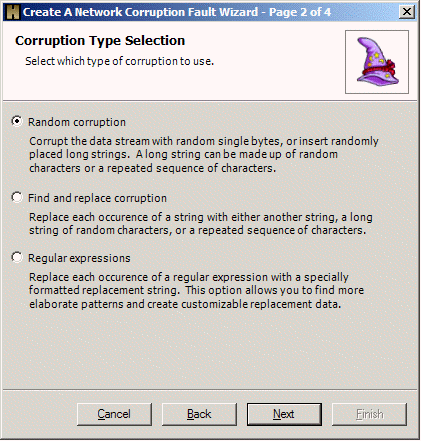 Create A Network Corruption Fault Wizard - Page 2 of 4
Corruption Type Selection
Select which type of corruption to use.
Random corruption
Corrupt the data stream with random single bytes, or insert randomly
placed long strings. A long string can be made up of random
characters or a repeated sequence of characters.
Find and replace corruption
Replace each occurence of a string with either another string, a long
string of random characters, or a repeated sequence of characters.
Regular expressions
Replace each occurence of a regular expression with a specially
formatted replacement string. This option allows you to find more
elaborate patterns and create customizable replacement data.
Cancel Back Next Finish